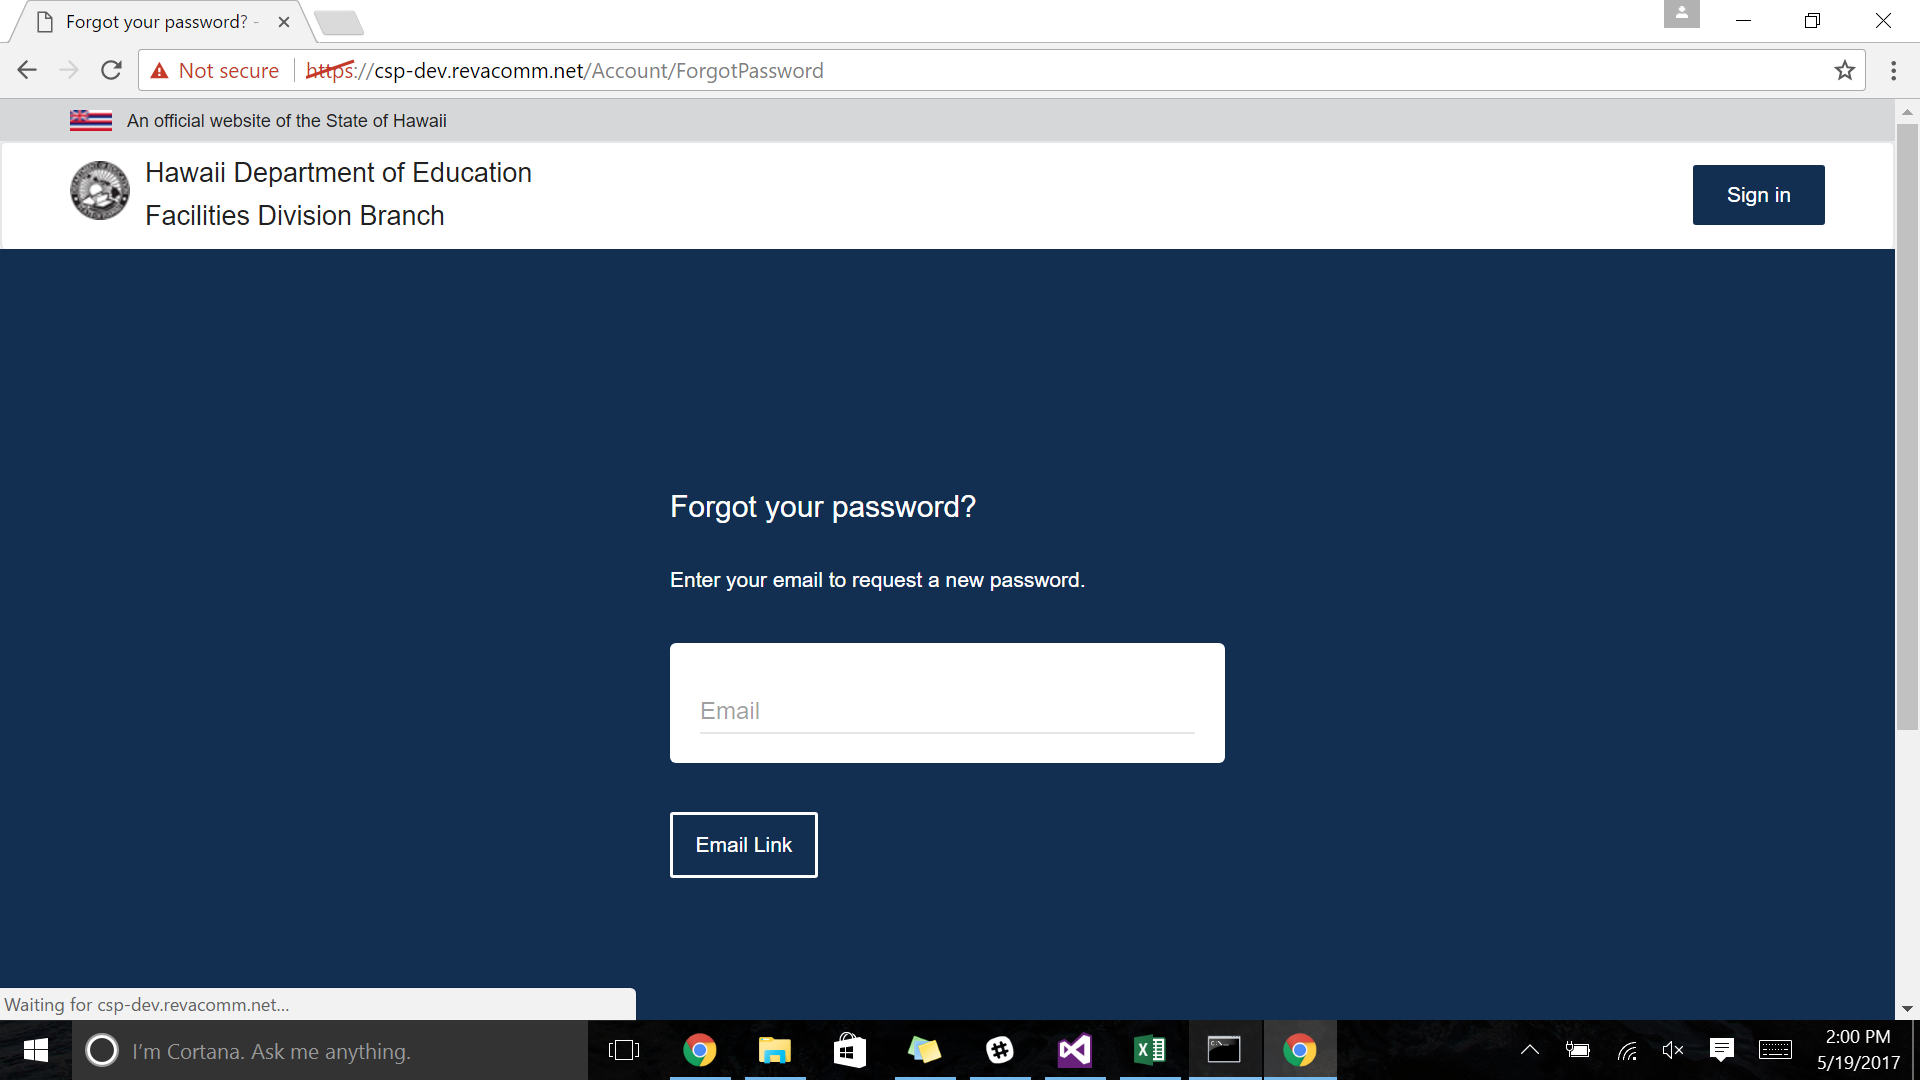 Forgot your password? -
Not secure https://csp-dev.revacomm.net/Account/ForgotPassword
An official website of the State of Hawaii
Hawaii Department of Education
Facilities Division Branch
Sign in
Forgot your password?
Enter your email to request a new password.
Email
Email Link
Waiting for csp-dev.revacomm.net...
I'm Cortana. Ask me anything.
2:00 PM
5/19/2017